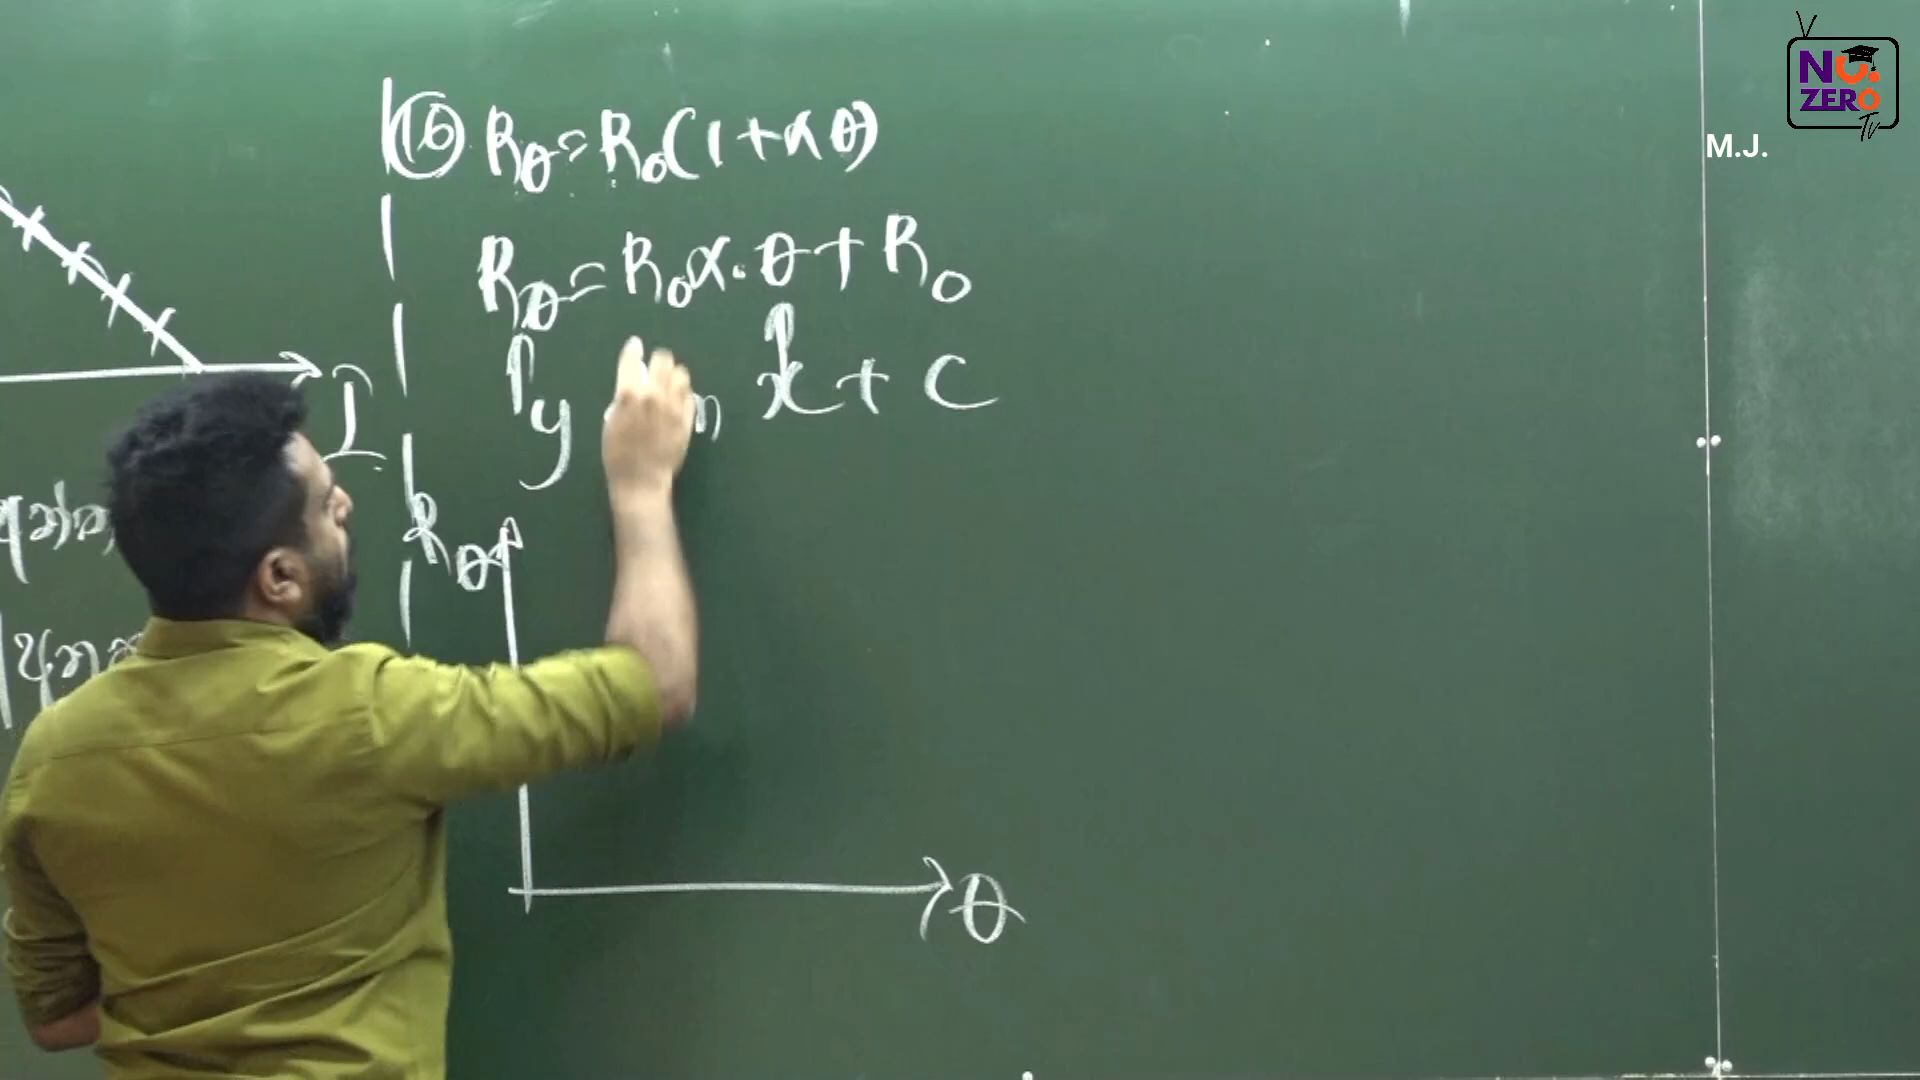 NO.
ZERO
Tv
M.J.
I
(16) Rθ = R₀(1+αθ)
Rθ = R₀α.θ + R₀
y m x + c
Rθ
θ